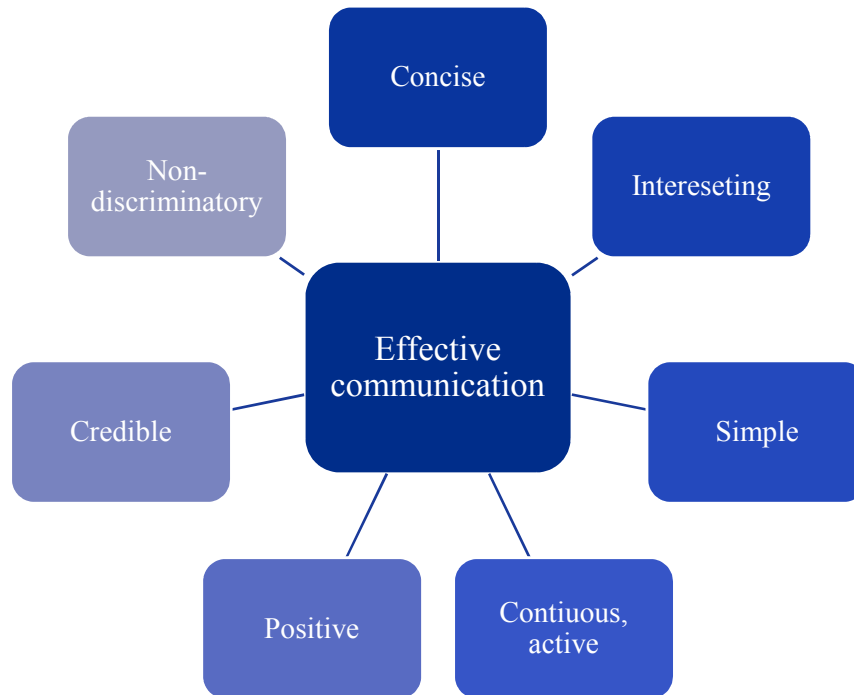 Concise
Non-
discriminatory
Intereseting
Effective
communication
Credible
Simple
Positive
Contiuous,
active